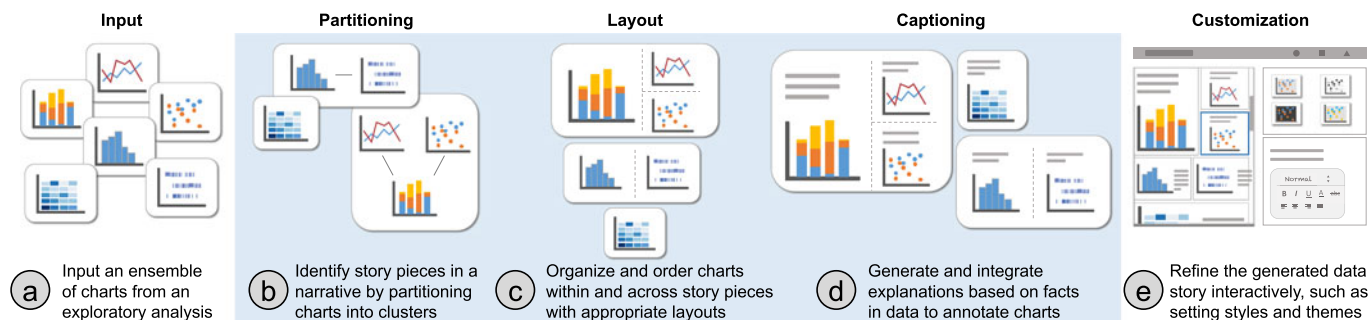 Input
Partitioning
Layout
Captioning
Customization
Normal
B I U A abc
a
Input an ensemble
of charts from an
exploratory analysis
b
Identify story pieces in a
narrative by partitioning
charts into clusters
c
Organize and order charts
within and across story pieces
with appropriate layouts
d
Generate and integrate
explanations based on facts
in data to annotate charts
e
Refine the generated data
story interactively, such as
setting styles and themes